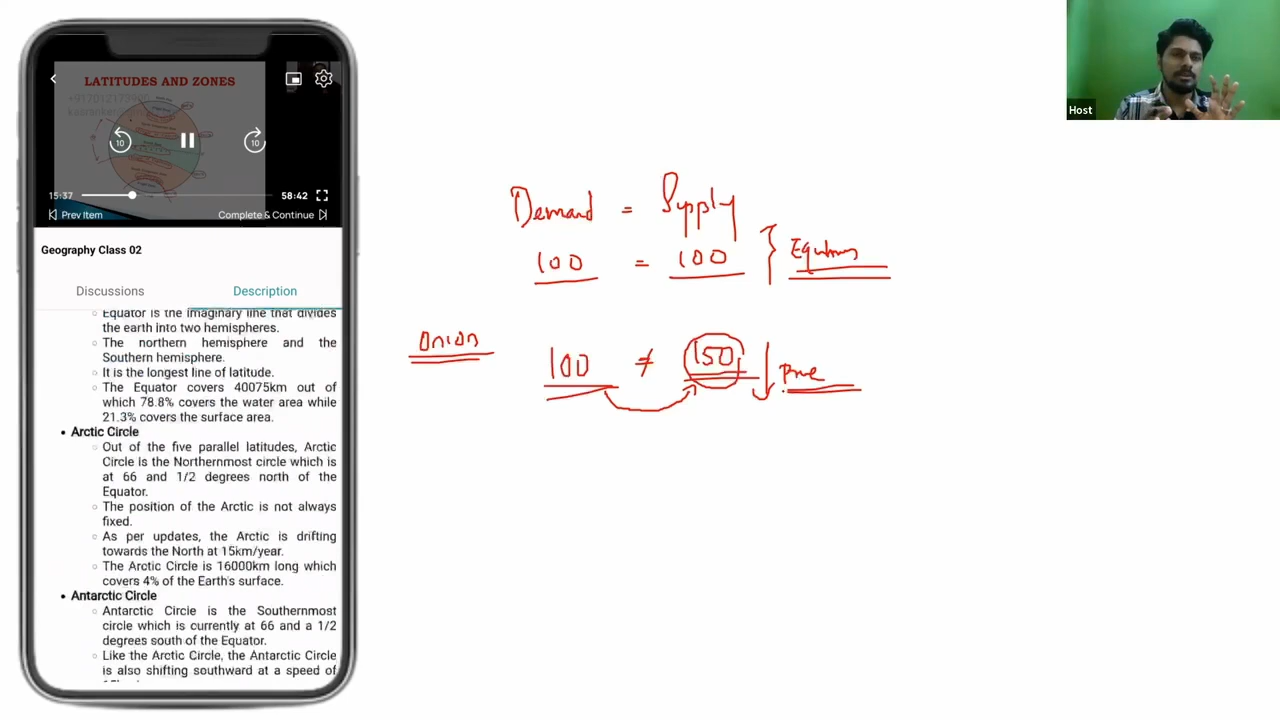 LATITUDES AND ZONES
10
10
15:37
58:42
Prev Item
Complete & Continue
Geography Class 02
Discussions
Description
Equator is the imaginary line that divides
the earth into two hemispheres.
The northern hemisphere and the
Southern hemisphere.
It is the longest line of latitude.
The Equator covers 40075km out of
which 78.8% covers the water area while
21.3% covers the surface area.
Arctic Circle
Out of the five parallel latitudes, Arctic
Circle is the Northernmost circle which is
at 66 and 1/2 degrees north of the
Equator.
The position of the Arctic is not always
fixed.
As per updates, the Arctic is drifting
towards the North at 15km/year.
The Arctic Circle is 16000km long which
covers 4% of the Earth's surface.
Antarctic Circle
Antarctic Circle is the Southernmost
circle which is currently at 66 and a 1/2
degrees south of the Equator.
Like the Arctic Circle, the Antarctic Circle
is also shifting southward at a speed of
Demand = Supply
100 = 100
Onion
100 ≠ 150
Host